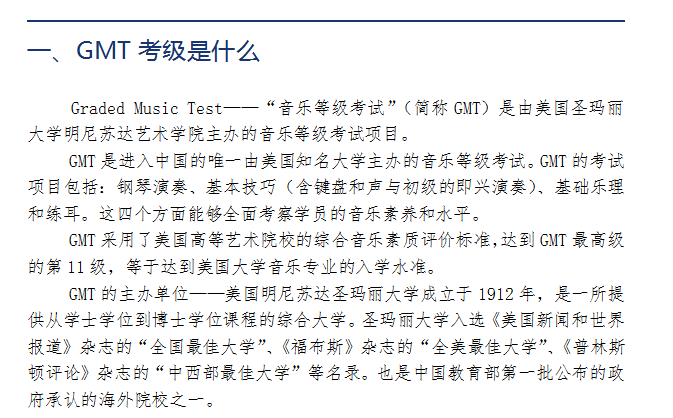 一、GMT 考级是什么
Graded Music Test——“音乐等级考试”（简称 GMT）是由美国圣玛丽
大学明尼苏达艺术学院主办的音乐等级考试项目。
GMT 是进入中国的唯一由美国知名大学主办的音乐等级考试。GMT 的考试
项目包括：钢琴演奏、基本技巧（含键盘和声与初级的即兴演奏）、基础乐理
和练耳。这四个方面能够全面考察学员的音乐素养和水平。
GMT 采用了美国高等艺术院校的综合音乐素质评价标准,达到 GMT 最高级
的第 11 级，等于达到美国大学音乐专业的入学水准。
GMT 的主办单位——美国明尼苏达圣玛丽大学成立于 1912 年，是一所提
供从学士学位到博士学位课程的综合大学。圣玛丽大学入选《美国新闻和世界
报道》杂志的“全国最佳大学”、《福布斯》杂志的“全美最佳大学”、《普林斯
顿评论》杂志的“中西部最佳大学”等名录。也是中国教育部第一批公布的政
府承认的海外院校之一。